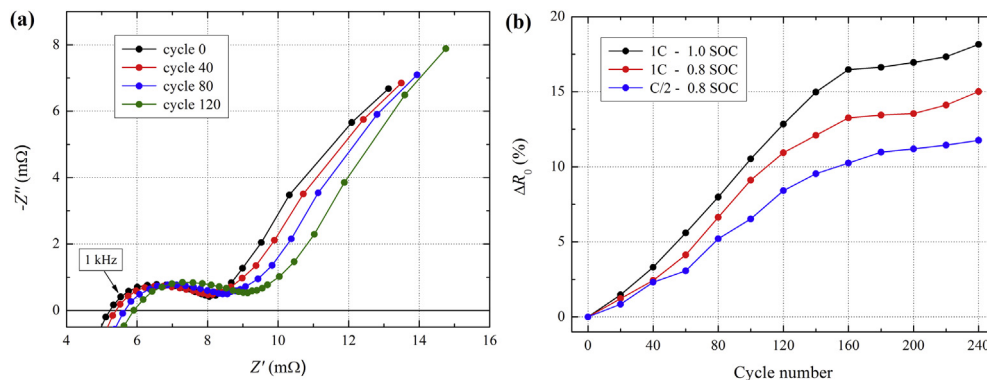 (a)
8
6
4
2
0
-Z″ (mΩ)
cycle 0
cycle 40
cycle 80
cycle 120
1 kHz
4 6 8 10 12 14 16
Z′ (mΩ)
(b)
20
15
10
5
0
ΔR₀ (%)
1C - 1.0 SOC
1C - 0.8 SOC
C/2 - 0.8 SOC
0 40 80 120 160 200 240
Cycle number